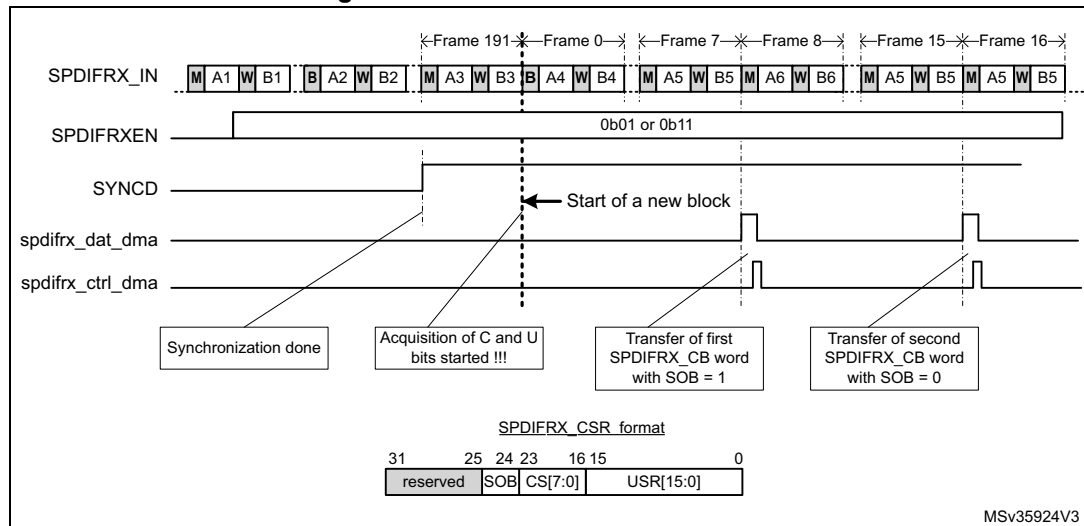 Frame 191 Frame 0 Frame 7 Frame 8 Frame 15 Frame 16
SPDIFRX_IN M A1 W B1 B A2 W B2 M A3 W B3 B A4 W B4 M A5 W B5 M A6 W B6 M A5 W B5 M A5 W B5
SPDIFRXEN 0b01 or 0b11
SYNCD
Start of a new block
spdifrx_dat_dma
spdifrx_ctrl_dma
Synchronization done
Acquisition of C and U
bits started !!!
Transfer of first
SPDIFRX_CB word
with SOB = 1
Transfer of second
SPDIFRX_CB word
with SOB = 0
SPDIFRX_CSR format
31 25 24 23 16 15 0
reserved SOB CS[7:0] USR[15:0]
MSv35924V3